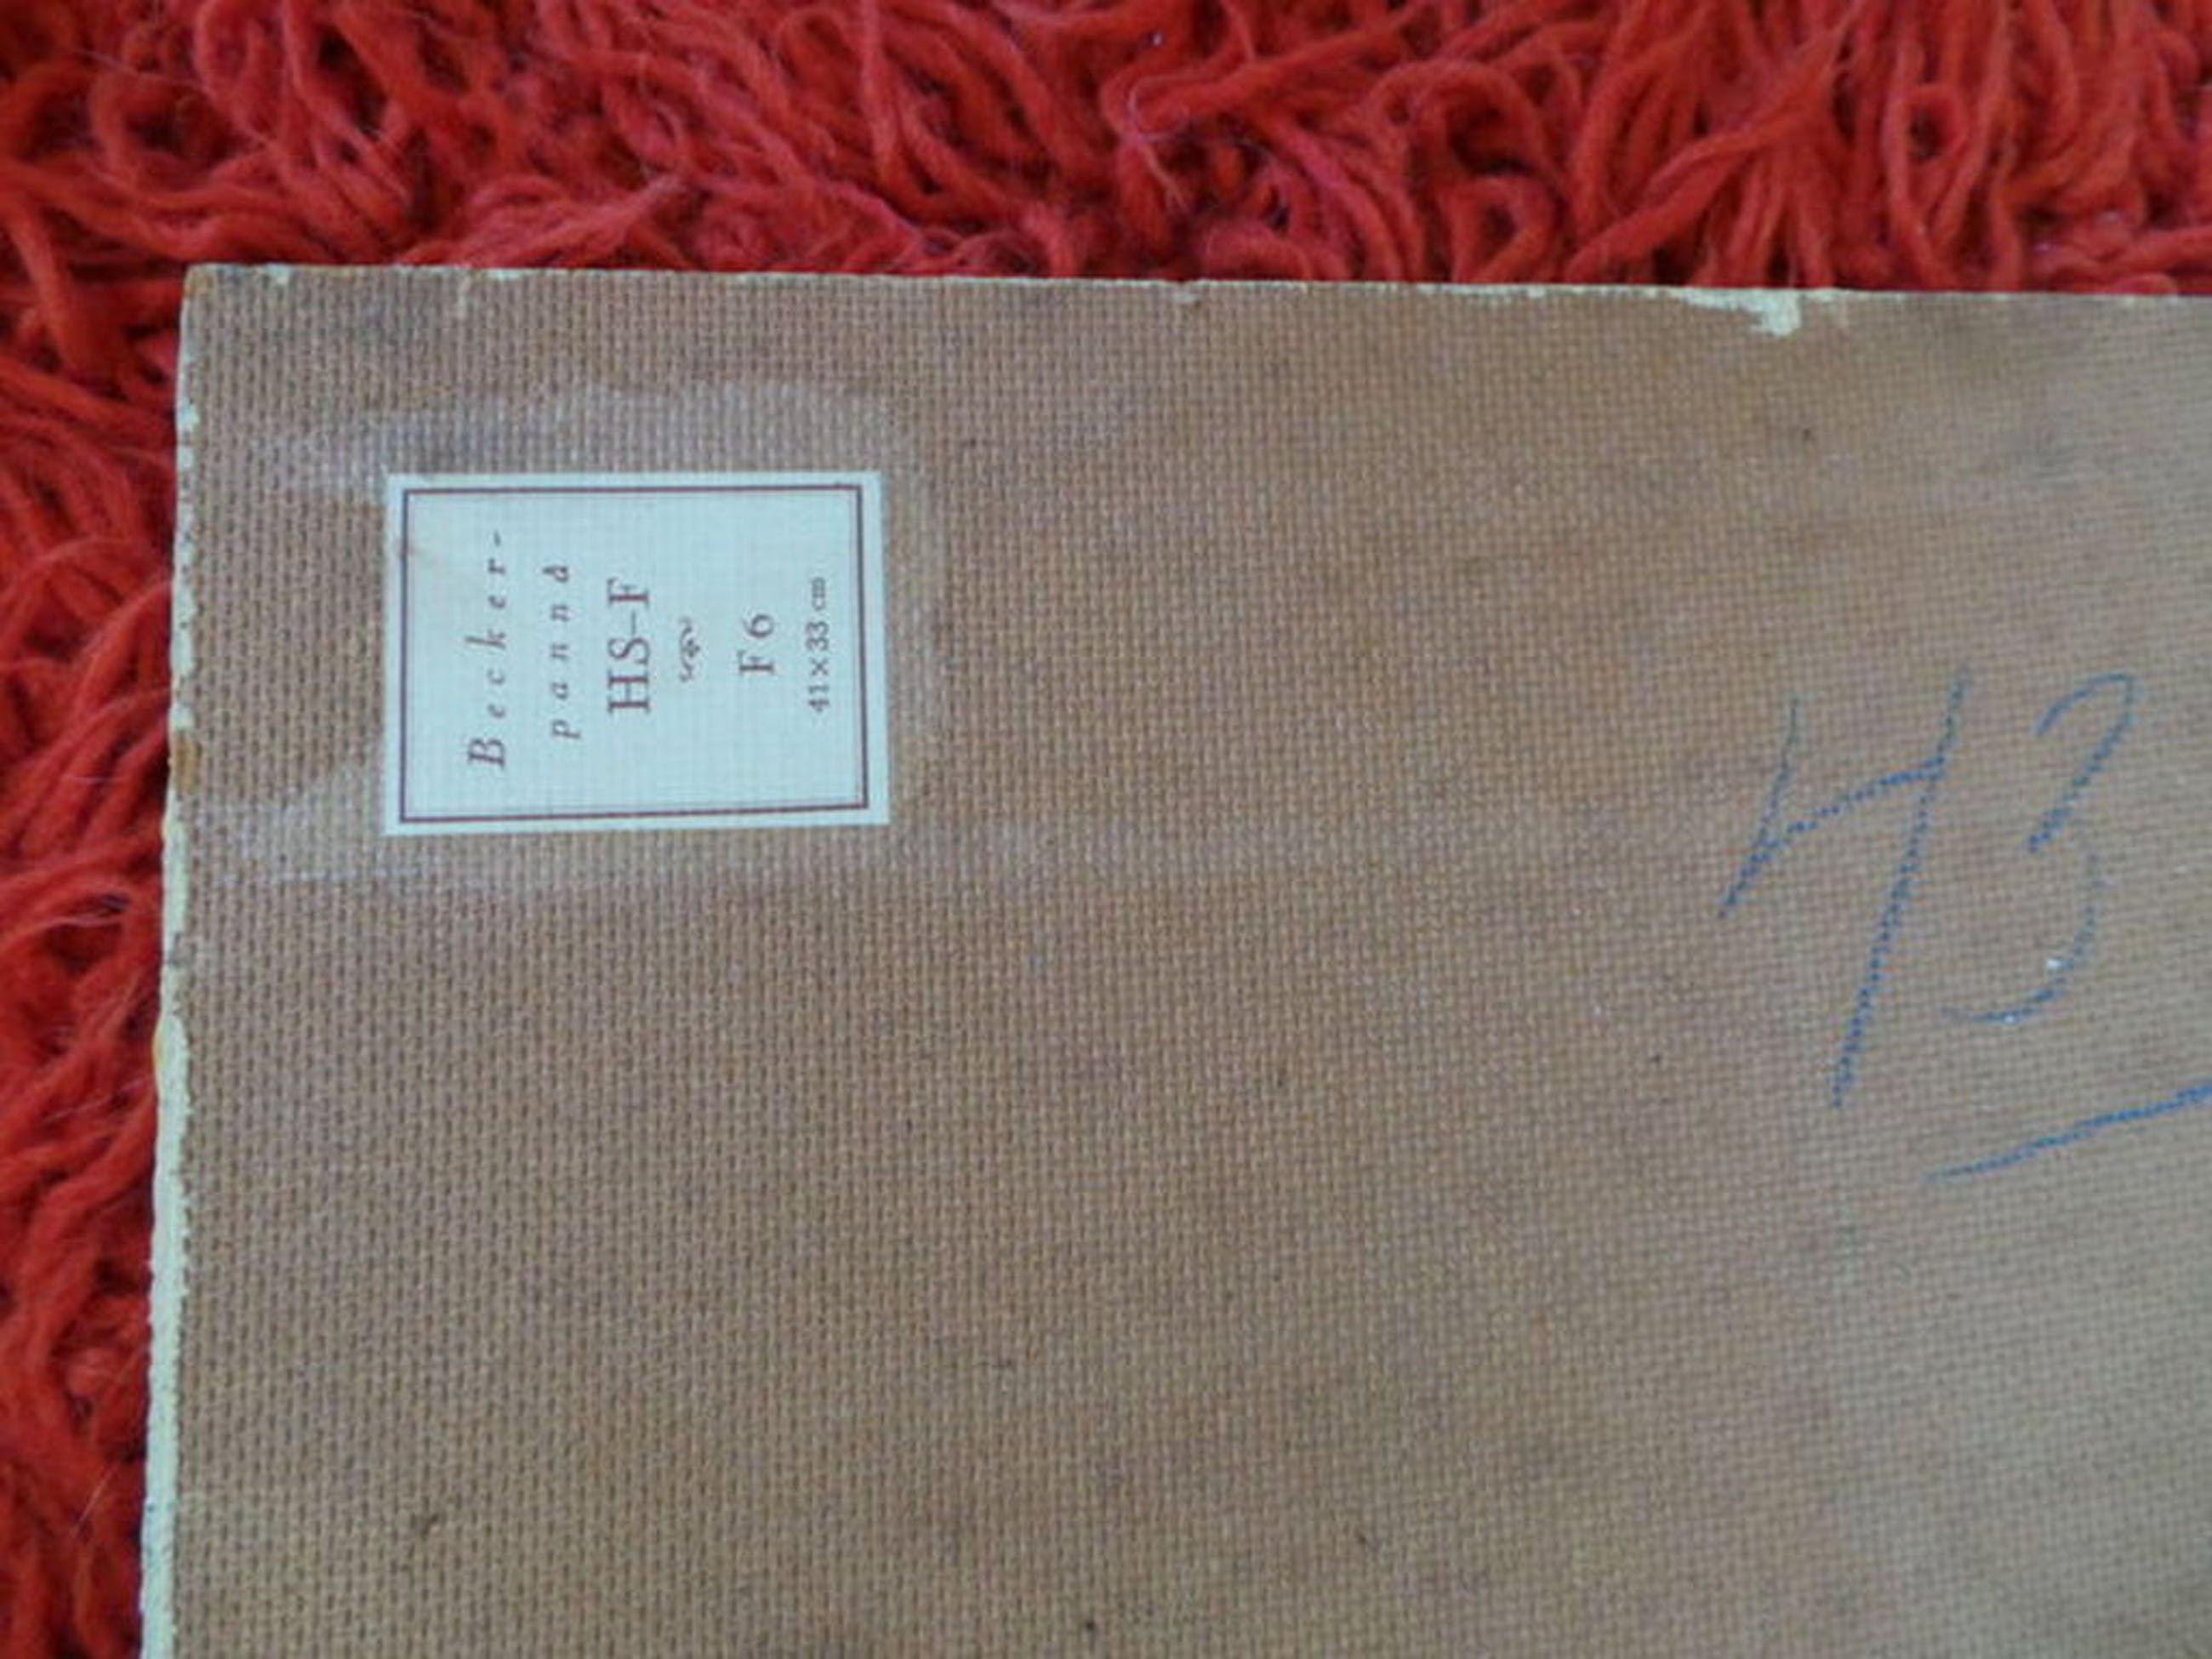 Becker-
pannå
HS-F
F6
41×33 cm
43